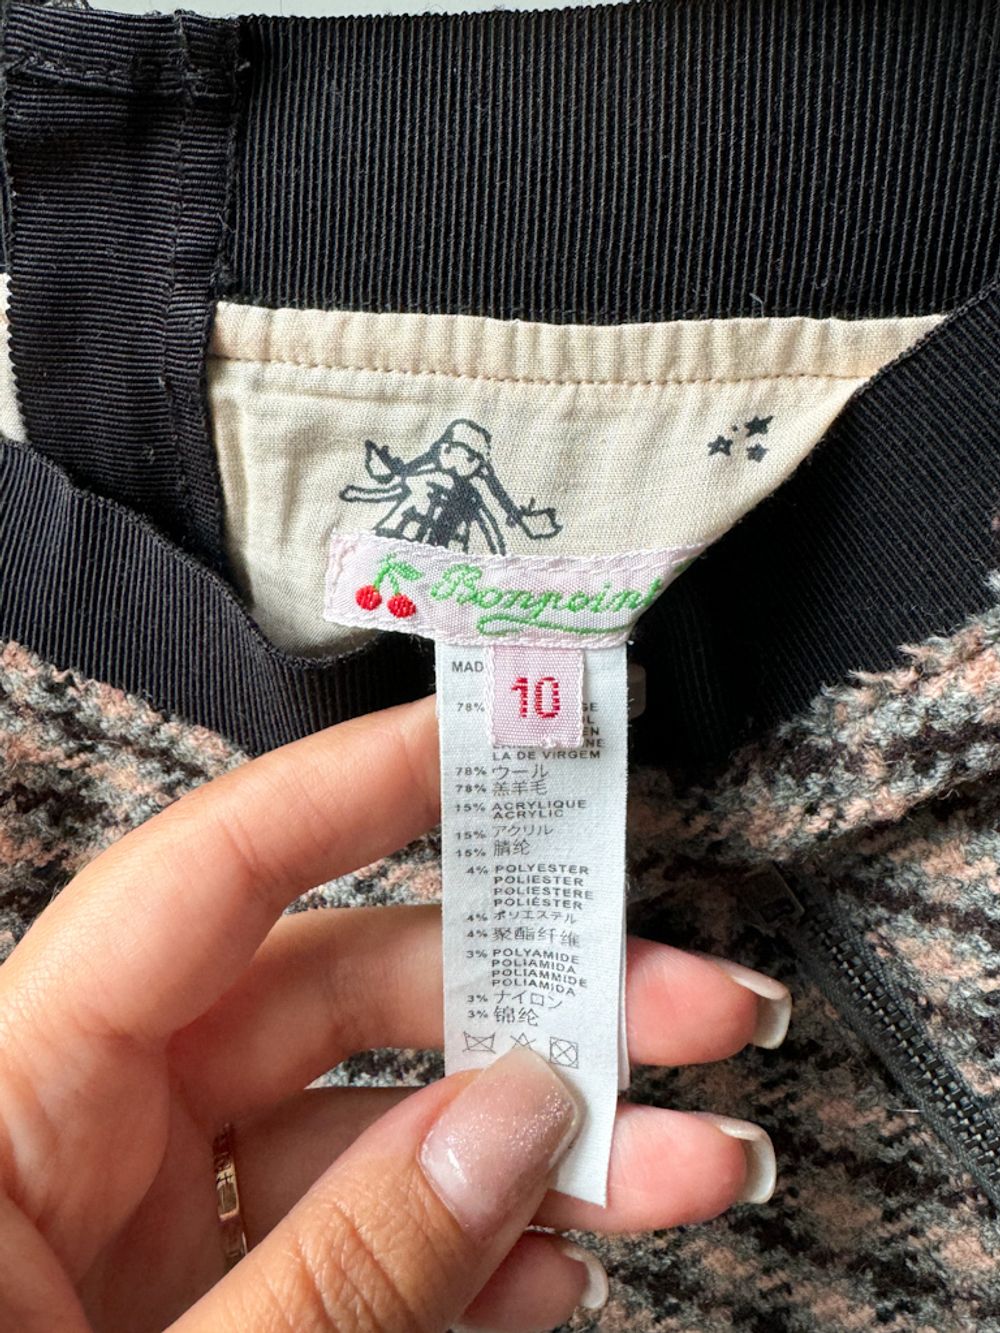 Bonpoint
10
MAD
78%
LA DE VIRGEM
78% ウール
78% 羔羊毛
15% ACRYLIQUE
ACRYLIC
15% アクリル
15% 腈纶
4% POLYESTER
POLIESTER
POLIESTERE
POLIÉSTER
4% ポリエステル
4% 聚酯纤维
3% POLYAMIDE
POLIAMIDA
POLIAMMIDE
POLIAMIDA
3% ナイロン
3% 锦纶